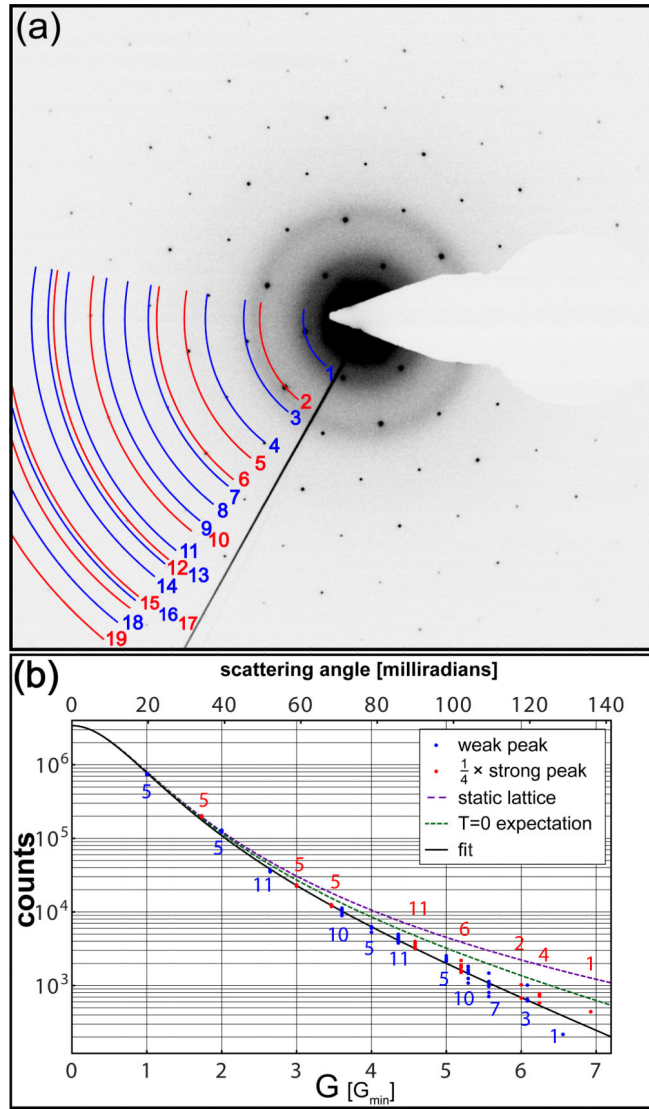 (a)
1
2
3
4
5
6
7
8
9
10
11
12
13
14
15
16
17
18
19
(b)
scattering angle [milliradians]
0 20 40 60 80 100 120 140
weak peak
1/4 × strong peak
static lattice
T=0 expectation
fit
counts
10^6
10^5
10^4
10^3
5 5 5 11 6 2 4 1
5 5 11 10 5 11 5 10 7 3 1
0 1 2 3 4 5 6 7
G [G_min]